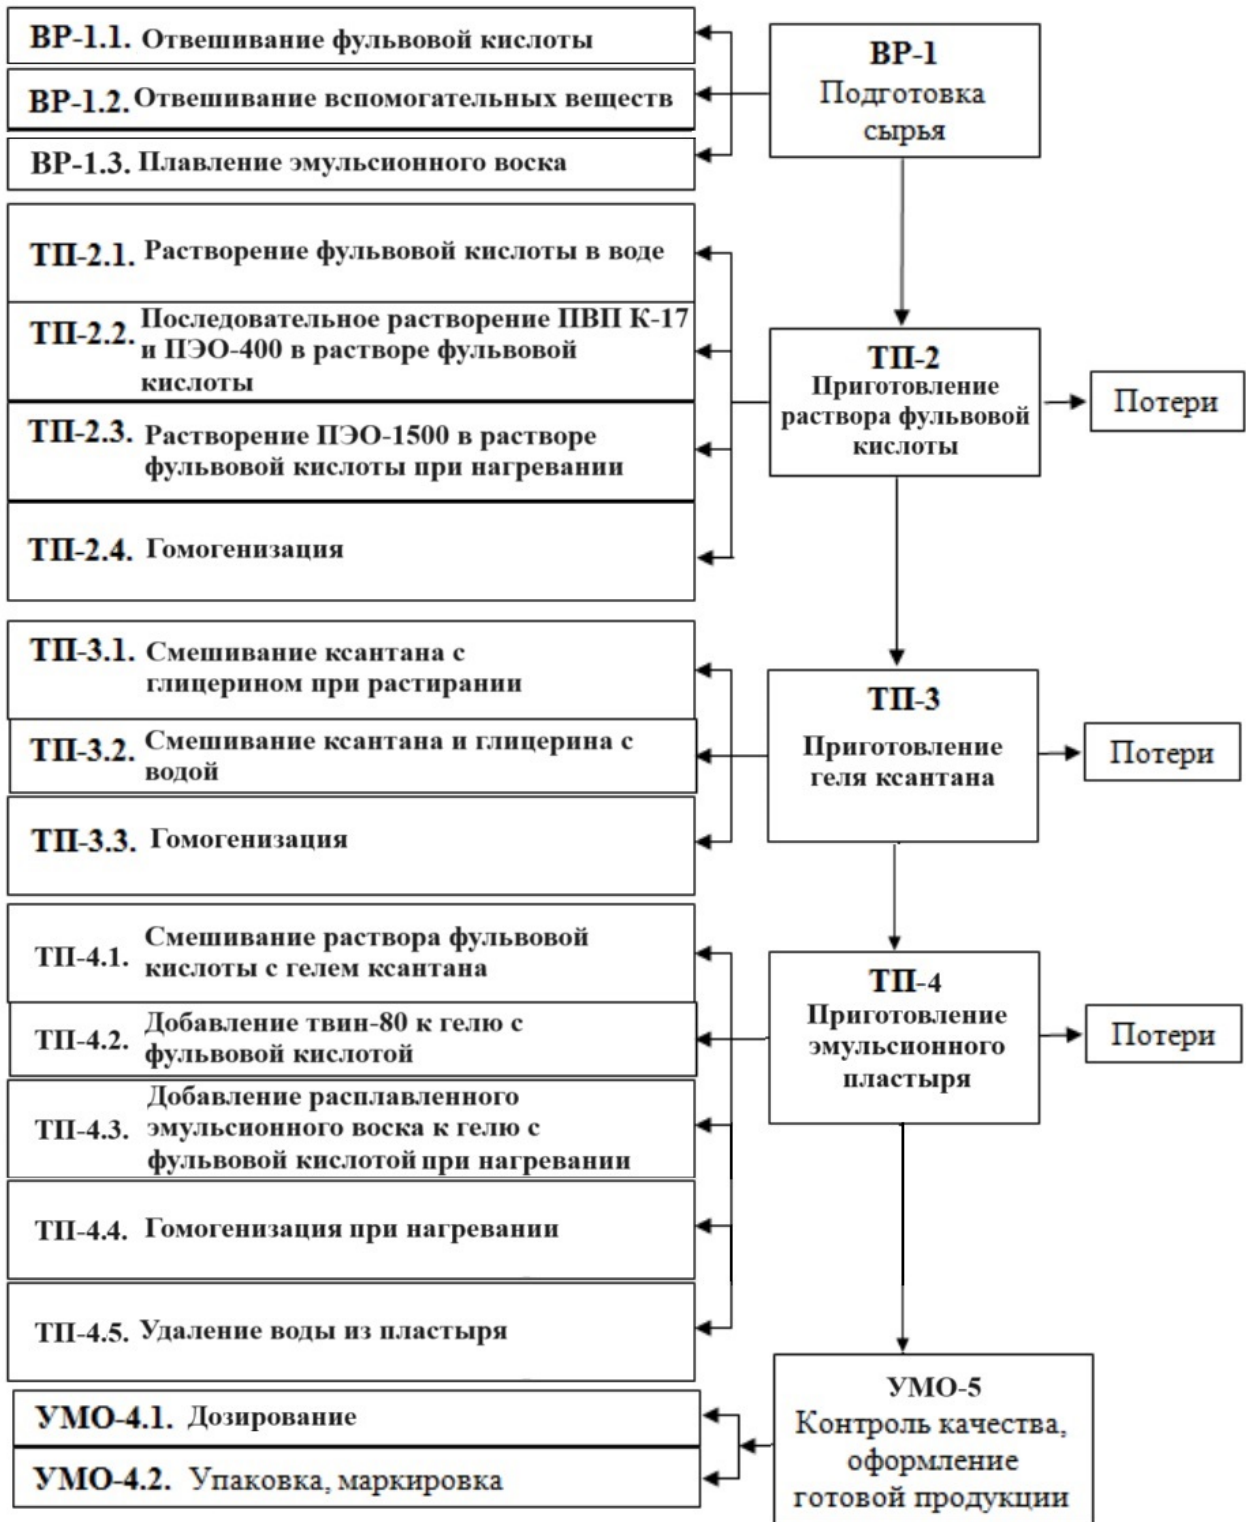 ВР-1.1. Отвешивание фульвовой кислоты
ВР-1.2. Отвешивание вспомогательных веществ
ВР-1.3. Плавление эмульсионного воска
ВР-1
Подготовка
сырья
ТП-2.1. Растворение фульвовой кислоты в воде
ТП-2.2. Последовательное растворение ПВП К-17
и ПЭО-400 в растворе фульвовой
кислоты
ТП-2.3. Растворение ПЭО-1500 в растворе
фульвовой кислоты при нагревании
ТП-2.4. Гомогенизация
ТП-2
Приготовление
раствора фульвовой
кислоты
Потери
ТП-3.1. Смешивание ксантана с
глицерином при растирании
ТП-3.2. Смешивание ксантана и глицерина с
водой
ТП-3.3. Гомогенизация
ТП-3
Приготовление
геля ксантана
Потери
ТП-4.1. Смешивание раствора фульвовой
кислоты с гелем ксантана
ТП-4.2. Добавление твин-80 к гелю с
фульвовой кислотой
ТП-4.3. Добавление расплавленного
эмульсионного воска к гелю с
фульвовой кислотой при нагревании
ТП-4.4. Гомогенизация при нагревании
ТП-4.5. Удаление воды из пластыря
ТП-4
Приготовление
эмульсионного
пластыря
Потери
УМО-4.1. Дозирование
УМО-4.2. Упаковка, маркировка
УМО-5
Контроль качества,
оформление
готовой продукции